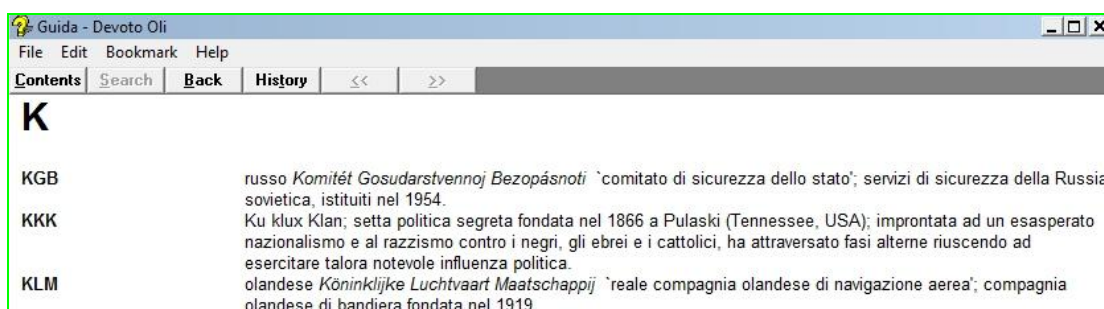 Guida - Devoto Oli
File Edit Bookmark Help
Contents Search Back History << >>
K
KGB russo Komitét Gosudarstvennoj Bezopásnoti `comitato di sicurezza dello stato'; servizi di sicurezza della Russia
sovietica, istituiti nel 1954.
KKK Ku klux Klan; setta politica segreta fondata nel 1866 a Pulaski (Tennessee, USA); improntata ad un esasperato
nazionalismo e al razzismo contro i negri, gli ebrei e i cattolici, ha attraversato fasi alterne riuscendo ad
esercitare talora notevole influenza politica.
KLM olandese Köninklijke Luchtvaart Maatschappij `reale compagnia olandese di navigazione aerea'; compagnia
olandese di bandiera fondata nel 1919